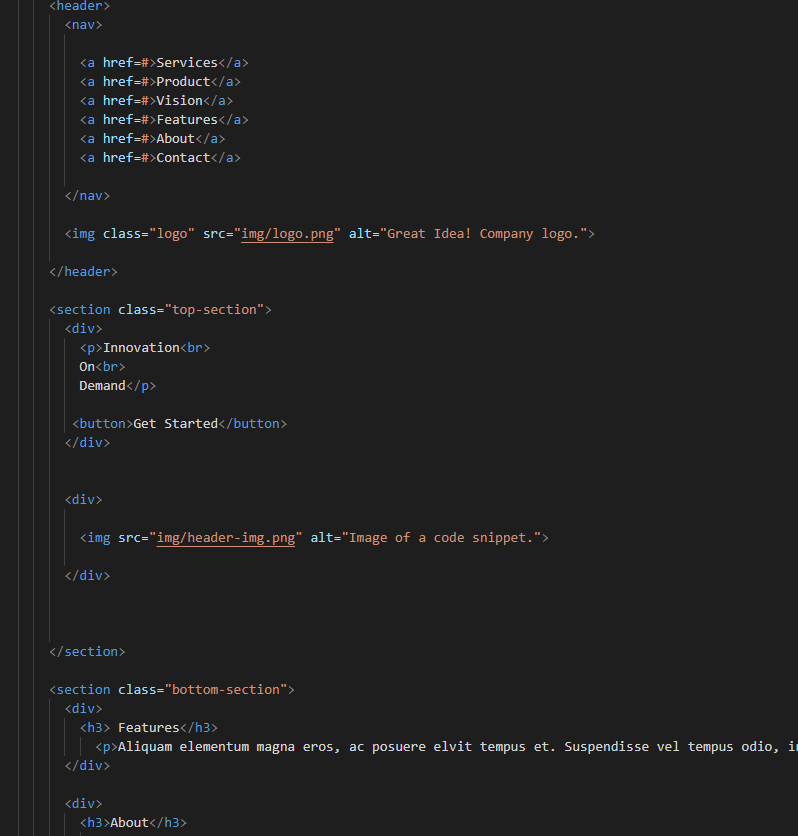 <header>
<nav>
<a href=#>Services</a>
<a href=#>Product</a>
<a href=#>Vision</a>
<a href=#>Features</a>
<a href=#>About</a>
<a href=#>Contact</a>
</nav>
<img class="logo" src="img/logo.png" alt="Great Idea! Company logo.">
</header>
<section class="top-section">
<div>
<p>Innovation<br>
On<br>
Demand</p>
<button>Get Started</button>
</div>
<div>
<img src="img/header-img.png" alt="Image of a code snippet.">
</div>
</section>
<section class="bottom-section">
<div>
<h3> Features</h3>
<p>Aliquam elementum magna eros, ac posuere elvit tempus et. Suspendisse vel tempus odio,
</div>
<div>
<h3>About</h3>